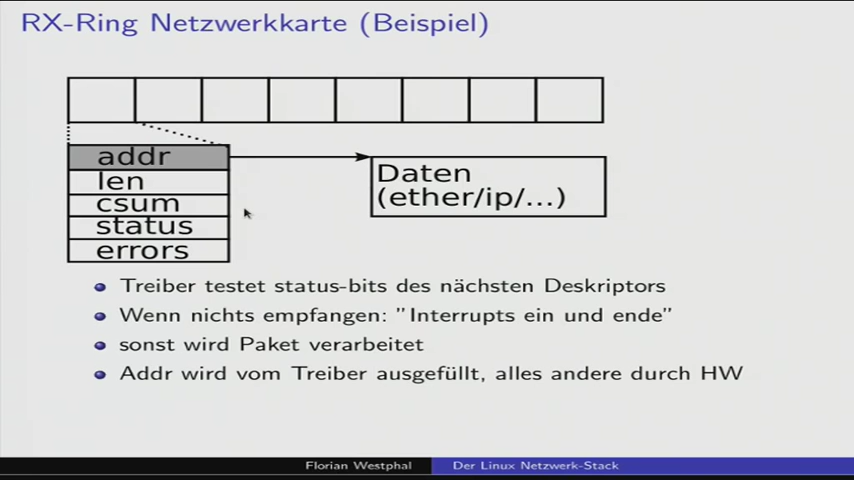 RX-Ring Netzwerkkarte (Beispiel)
addr
len
csum
status
errors
Daten
(ether/ip/...)
Treiber testet status-bits des nächsten Deskriptors
Wenn nichts empfangen: "Interrupts ein und ende"
sonst wird Paket verarbeitet
Addr wird vom Treiber ausgefüllt, alles andere durch HW
Florian Westphal
Der Linux Netzwerk-Stack